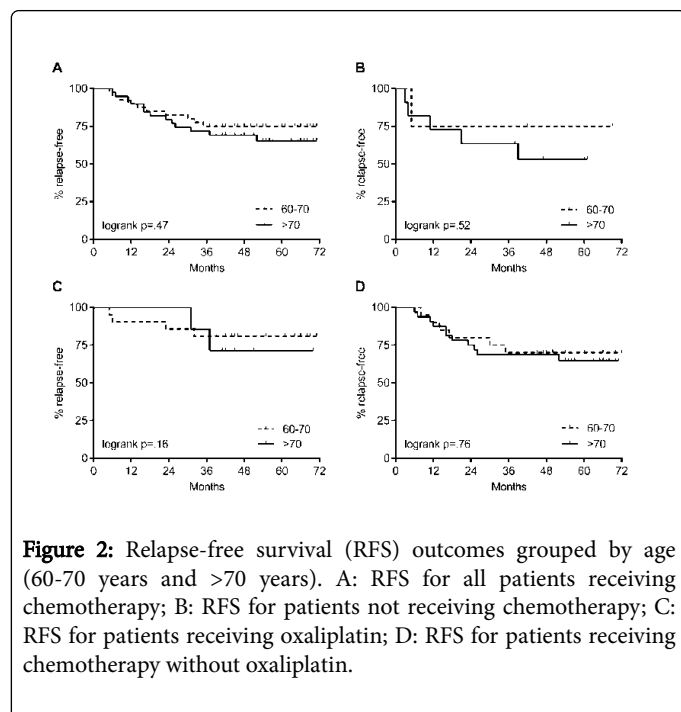 A
B
100
75
50
25
0
% relapse-free
logrank p=.47
60-70
>70
0 12 24 36 48 60 72
Months
100
75
50
25
0
% relapse-free
logrank p=.52
60-70
>70
0 12 24 36 48 60 72
Months
C
D
100
75
50
25
0
% relapse-free
logrank p=.16
60-70
>70
0 12 24 36 48 60 72
Months
100
75
50
25
0
% relapse-free
logrank p=.76
60-70
>70
0 12 24 36 48 60 72
Months
Figure 2: Relapse-free survival (RFS) outcomes grouped by age
(60-70 years and >70 years). A: RFS for all patients receiving
chemotherapy; B: RFS for patients not receiving chemotherapy; C:
RFS for patients receiving oxaliplatin; D: RFS for patients receiving
chemotherapy without oxaliplatin.